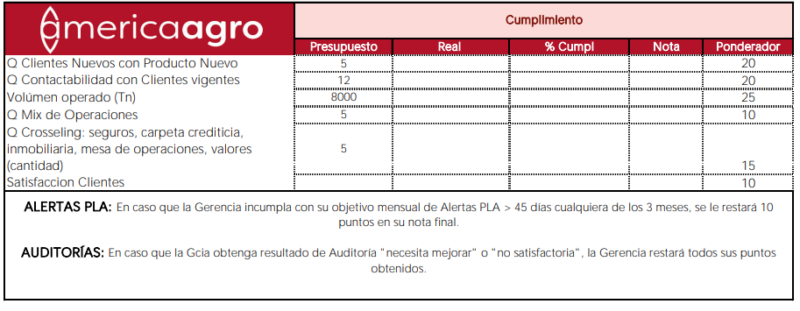 americaagro
Cumplimiento
Presupuesto Real % Cumpl Nota Ponderador
Q Clientes Nuevos con Producto Nuevo 5 20
Q Contactabilidad con Clientes vigentes 12 20
Volúmen operado (Tn) 8000 25
Q Mix de Operaciones 5 10
Q Crosseling: seguros, carpeta crediticia,
inmobiliaria, mesa de operaciones, valores 5
(cantidad) 15
Satisfaccion Clientes 10
ALERTAS PLA: En caso que la Gerencia incumpla con su objetivo mensual de Alertas PLA > 45 días cualquiera de los 3 meses, se le restará 10
puntos en su nota final.
AUDITORÍAS: En caso que la Gcia obtenga resultado de Auditoría "necesita mejorar" o "no satisfactoria", la Gerencia restará todos sus puntos
obtenidos.